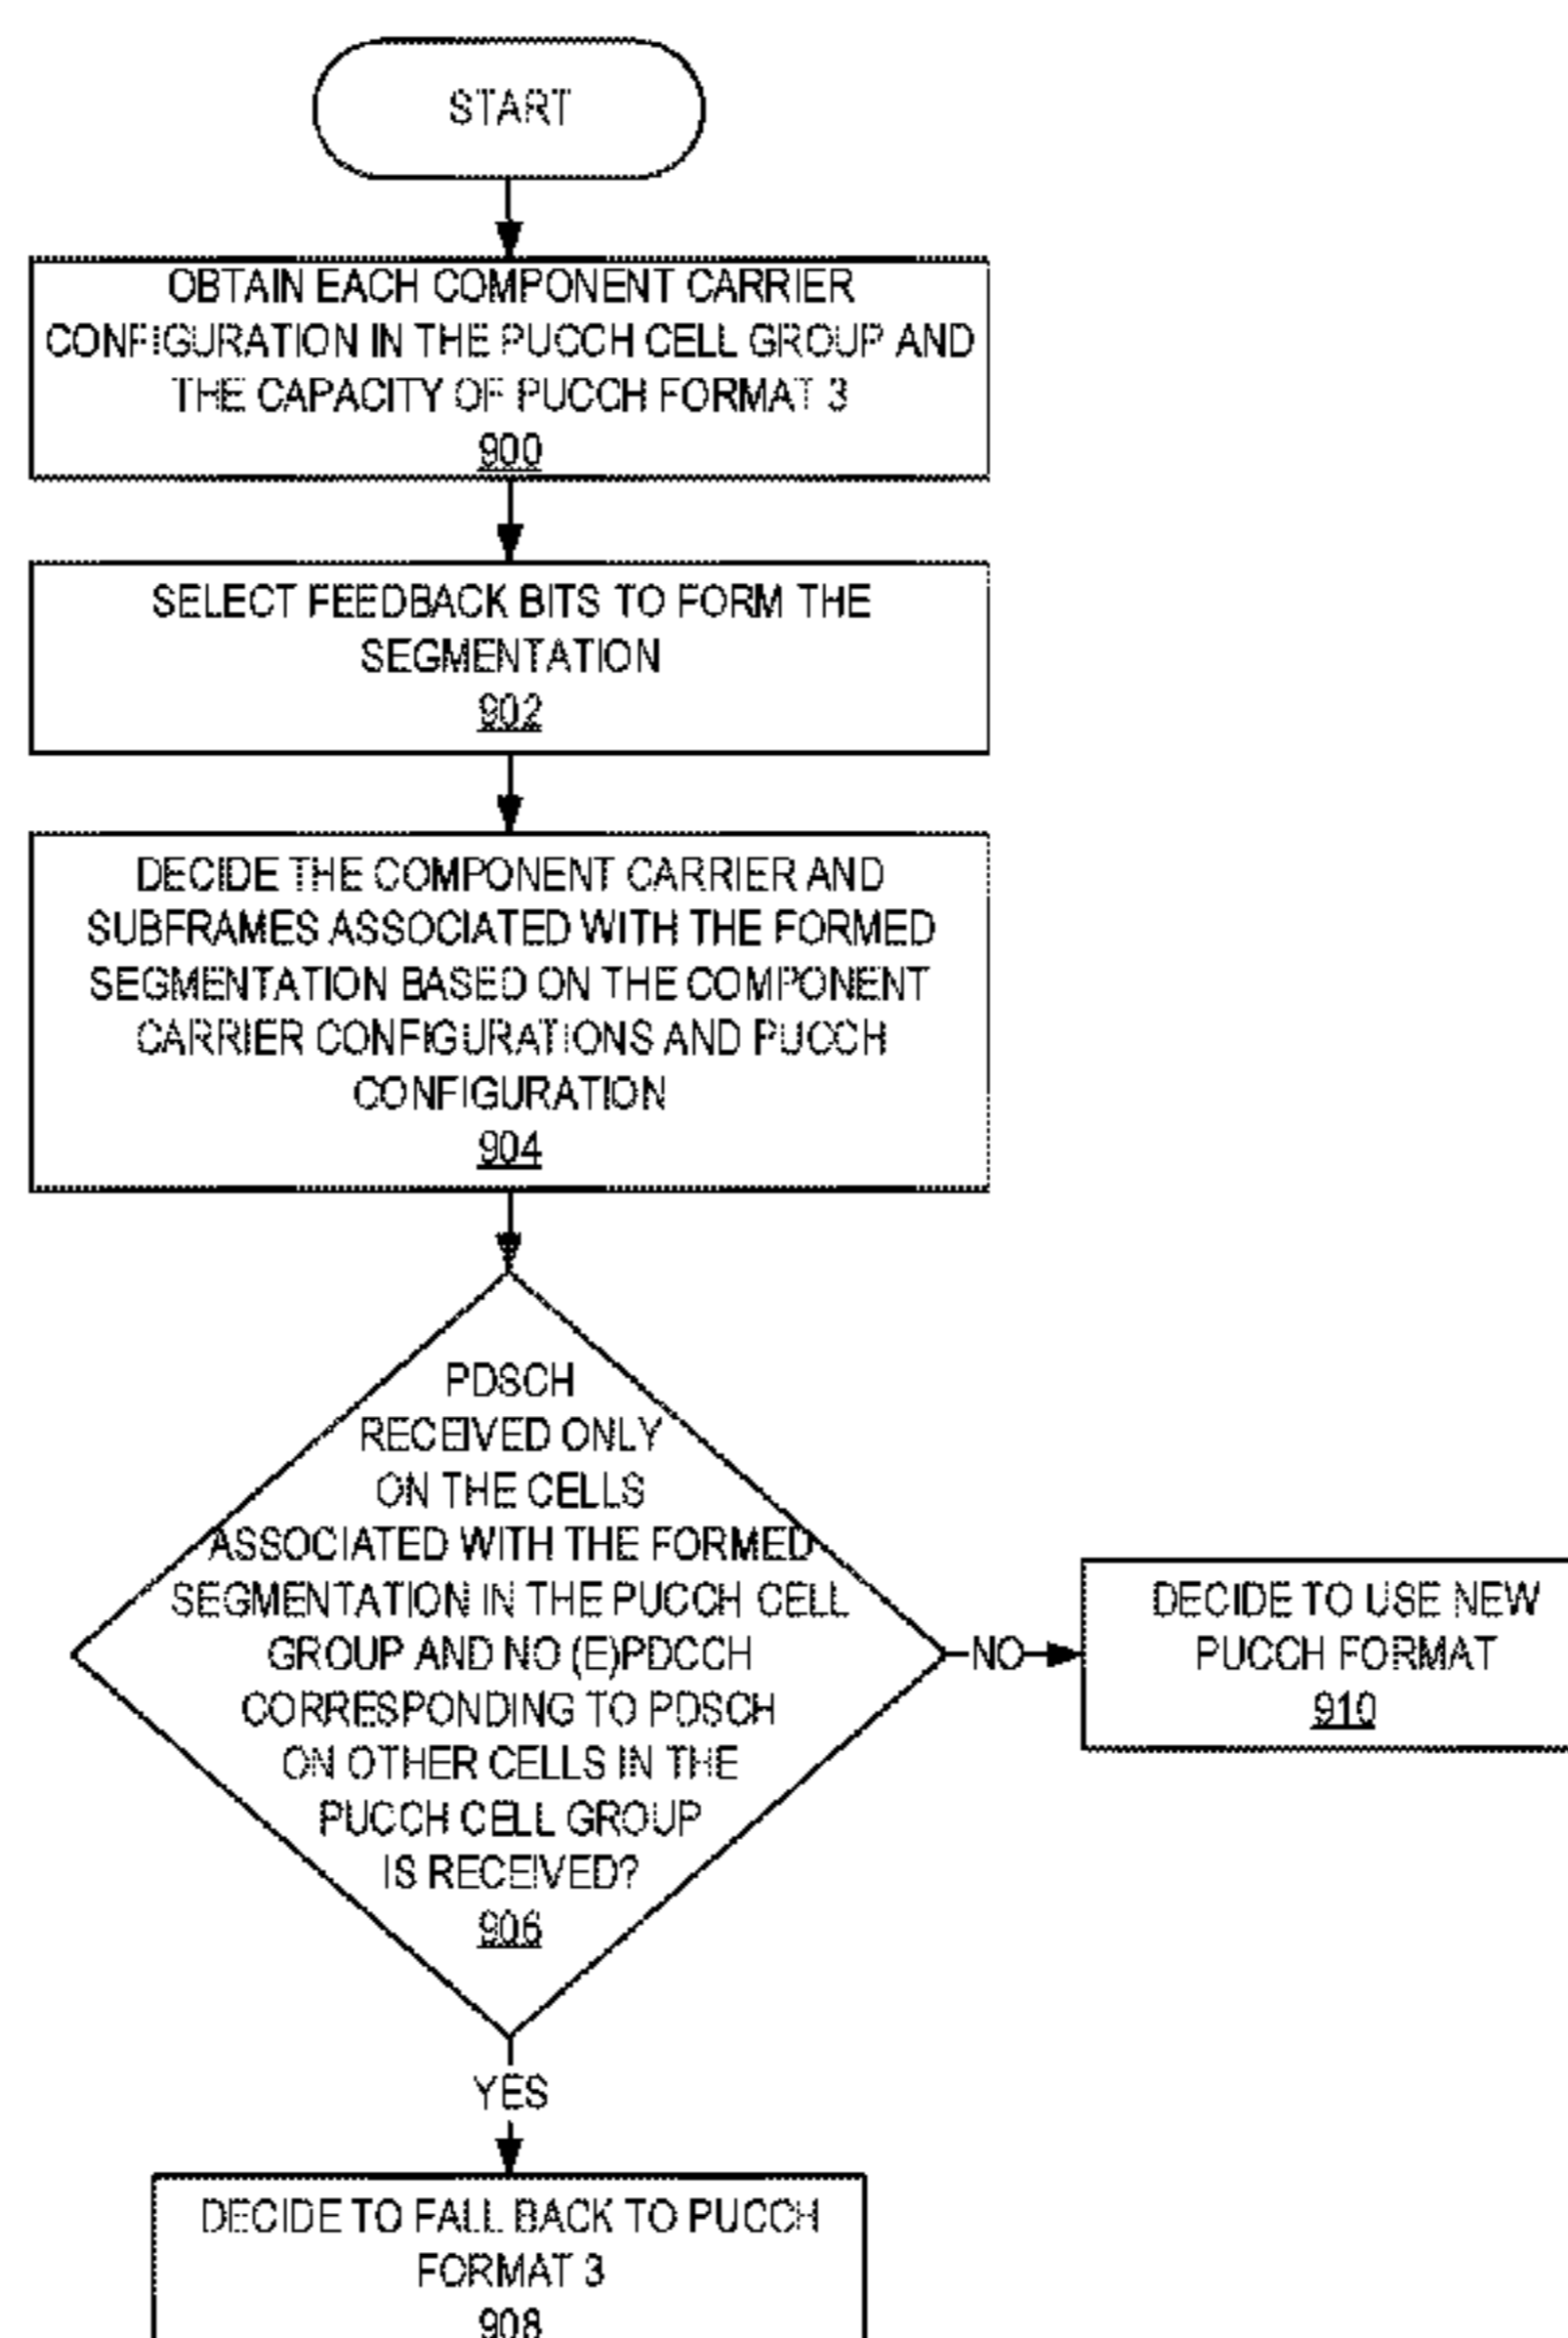 START
OBTAIN EACH COMPONENT CARRIER
CONFIGURATION IN THE PUCCH CELL GROUP AND
THE CAPACITY OF PUCCH FORMAT 3
900
SELECT FEEDBACK BITS TO FORM THE
SEGMENTATION
902
DECIDE THE COMPONENT CARRIER AND
SUBFRAMES ASSOCIATED WITH THE FORMED
SEGMENTATION BASED ON THE COMPONENT
CARRIER CONFIGURATIONS AND PUCCH
CONFIGURATION
904
PDSCH
RECEIVED ONLY
ON THE CELLS
ASSOCIATED WITH THE FORMED
SEGMENTATION IN THE PUCCH CELL
GROUP AND NO (E)PDCCH
CORRESPONDING TO PDSCH
ON OTHER CELLS IN THE
PUCCH CELL GROUP
IS RECEIVED?
906
NO
DECIDE TO USE NEW
PUCCH FORMAT
910
YES
DECIDE TO FALL BACK TO PUCCH
FORMAT 3
908